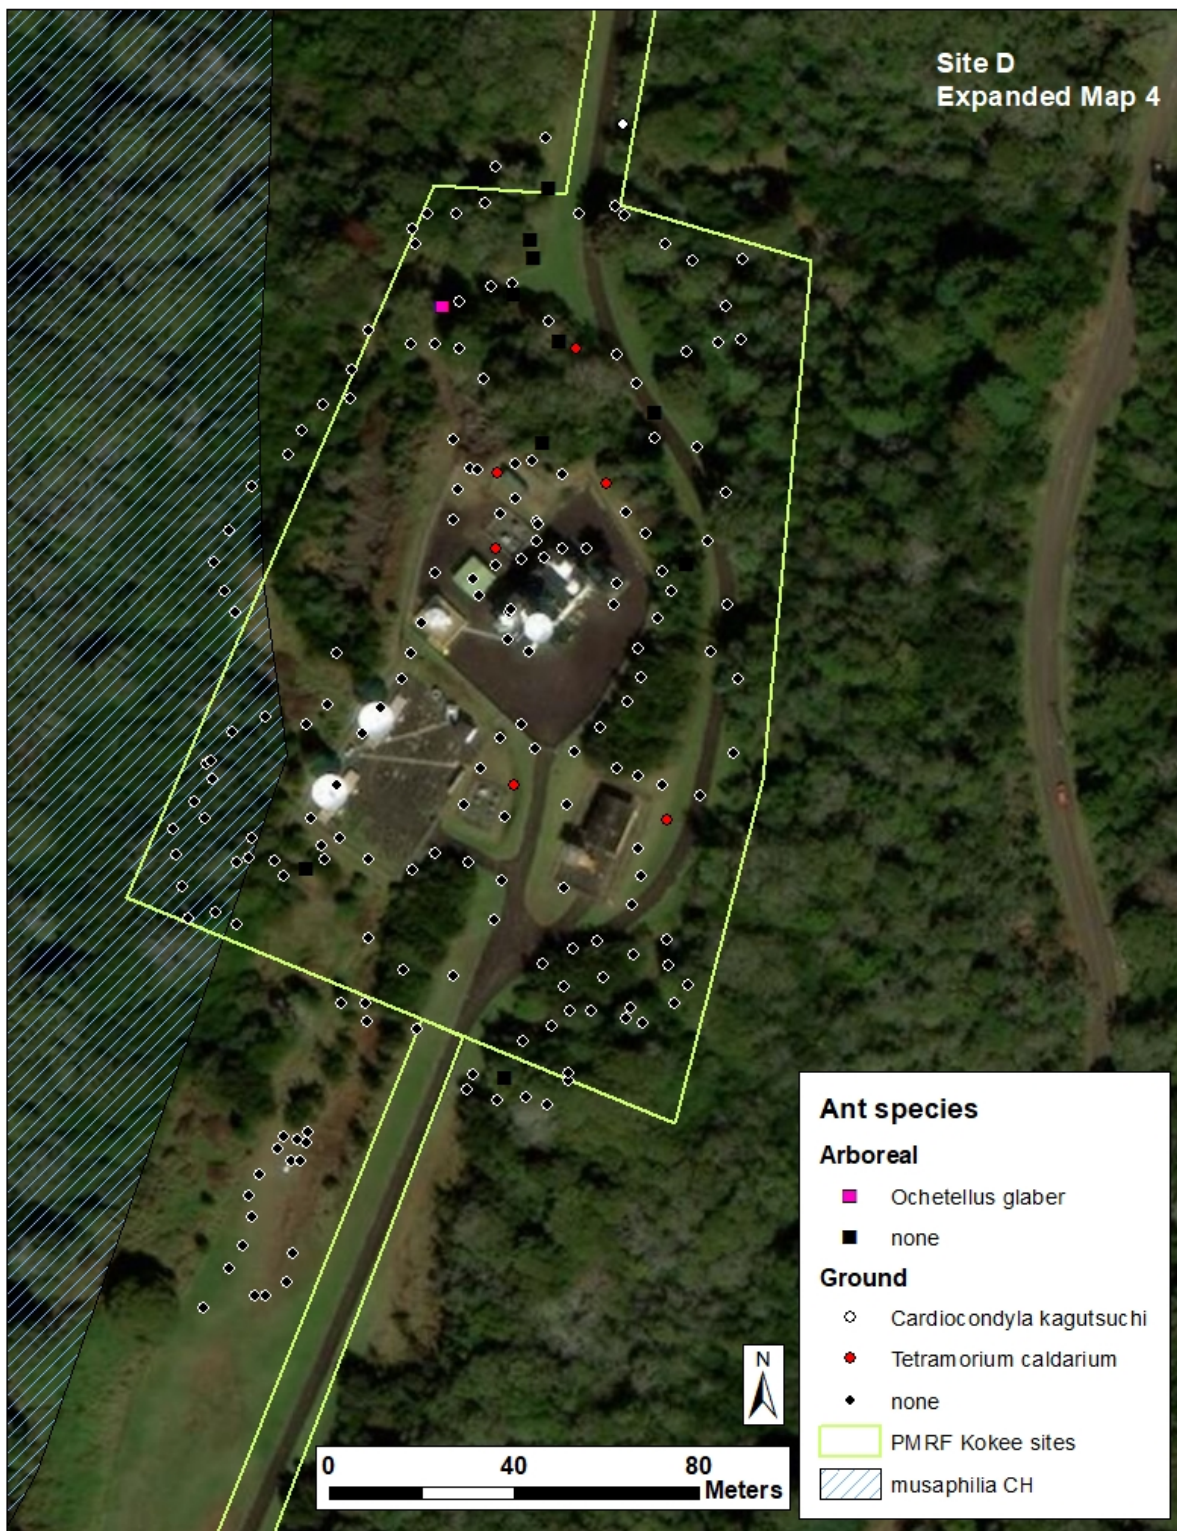 Site D
Expanded Map 4
Ant species
Arboreal
Ochetellus glaber
none
Ground
Cardiocondyla kagutsuchi
Tetramorium caldarium
none
PMRF Kokee sites
musaphilia CH
N
0 40 80
Meters